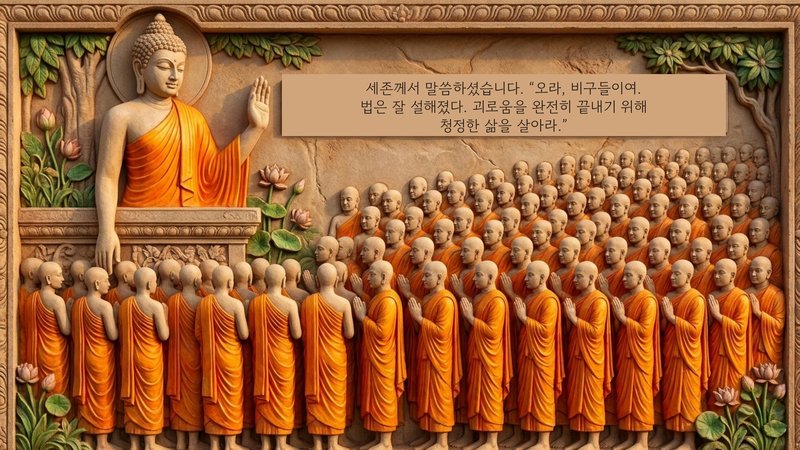 세존께서 말씀하셨습니다. “오라, 비구들이여.
법은 잘 설해졌다. 괴로움을 완전히 끝내기 위해
청정한 삶을 살아라.”